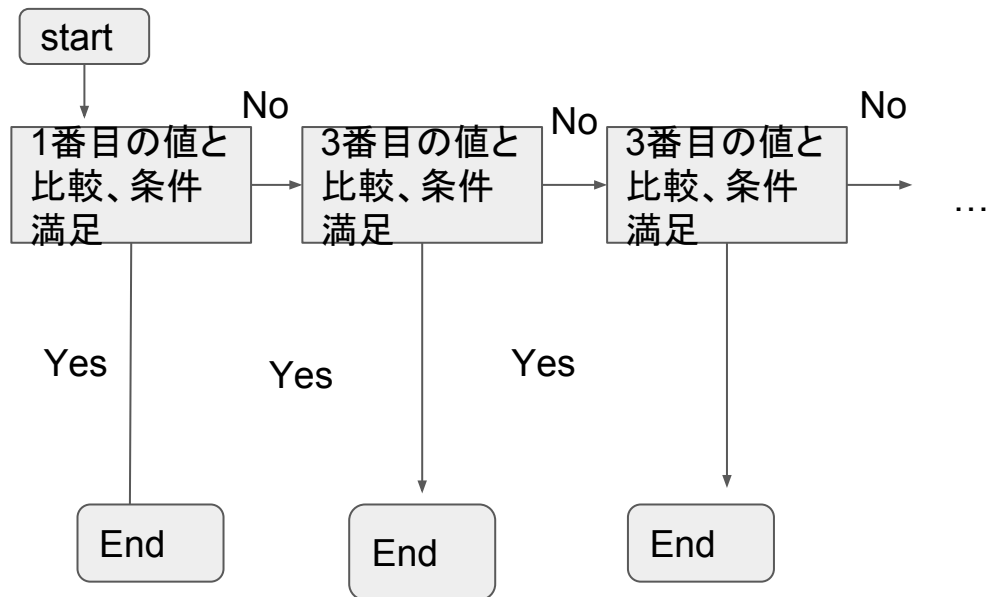 start
No
No
No
1番目の値と
比較、条件
満足
3番目の値と
比較、条件
満足
3番目の値と
比較、条件
満足
…
Yes
Yes
Yes
End
End
End